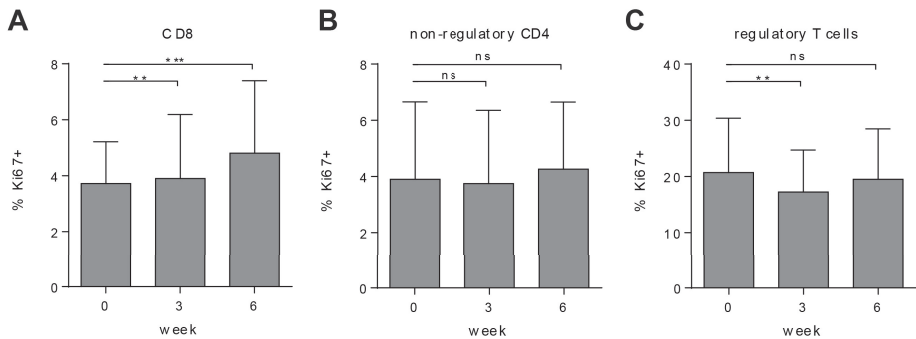 A
CD8
% Ki67+
8
6
4
2
0
***
**
0 3 6
week
B
non-regulatory CD4
% Ki67+
8
6
4
2
0
ns
ns
0 3 6
week
C
regulatory T cells
% Ki67+
40
30
20
10
0
ns
**
0 3 6
week